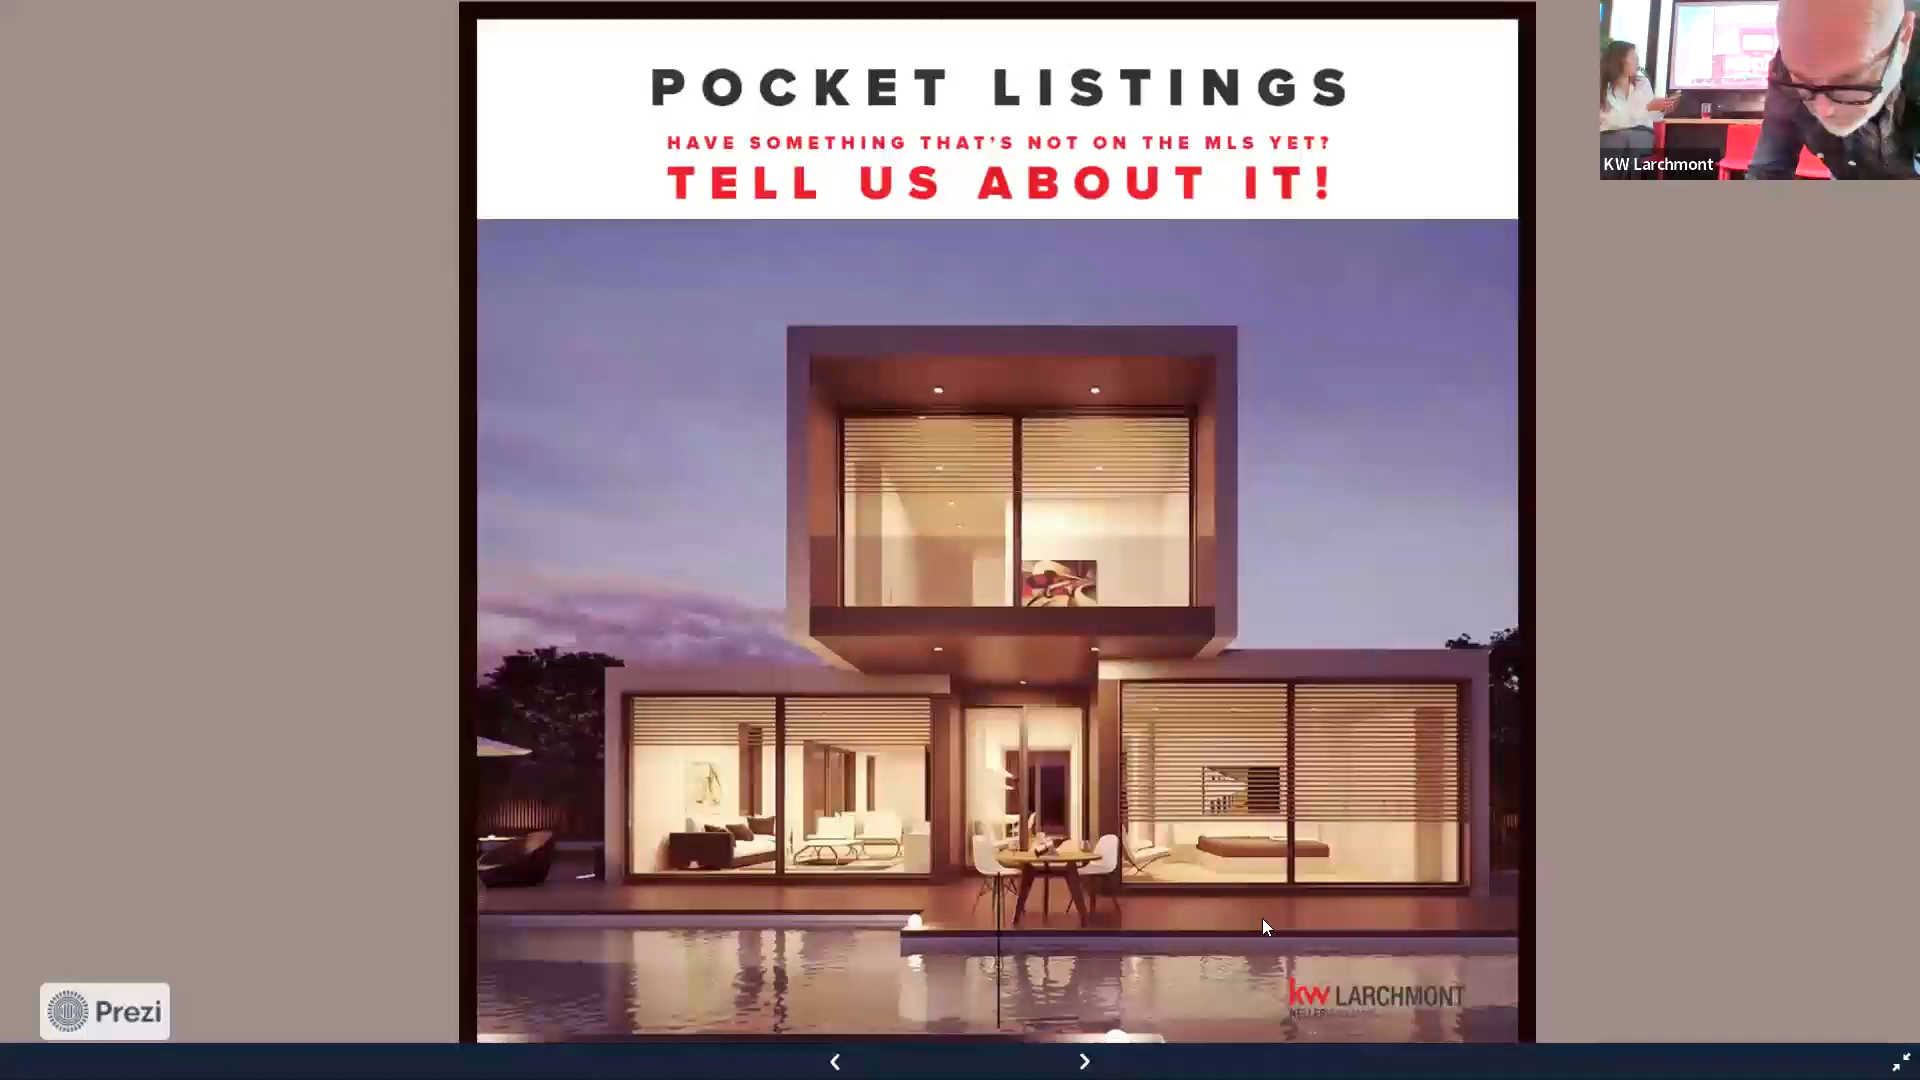 POCKET LISTINGS
HAVE SOMETHING THAT'S NOT ON THE MLS YET?
TELL US ABOUT IT!
KW Larchmont
kw LARCHMONT
Prezi